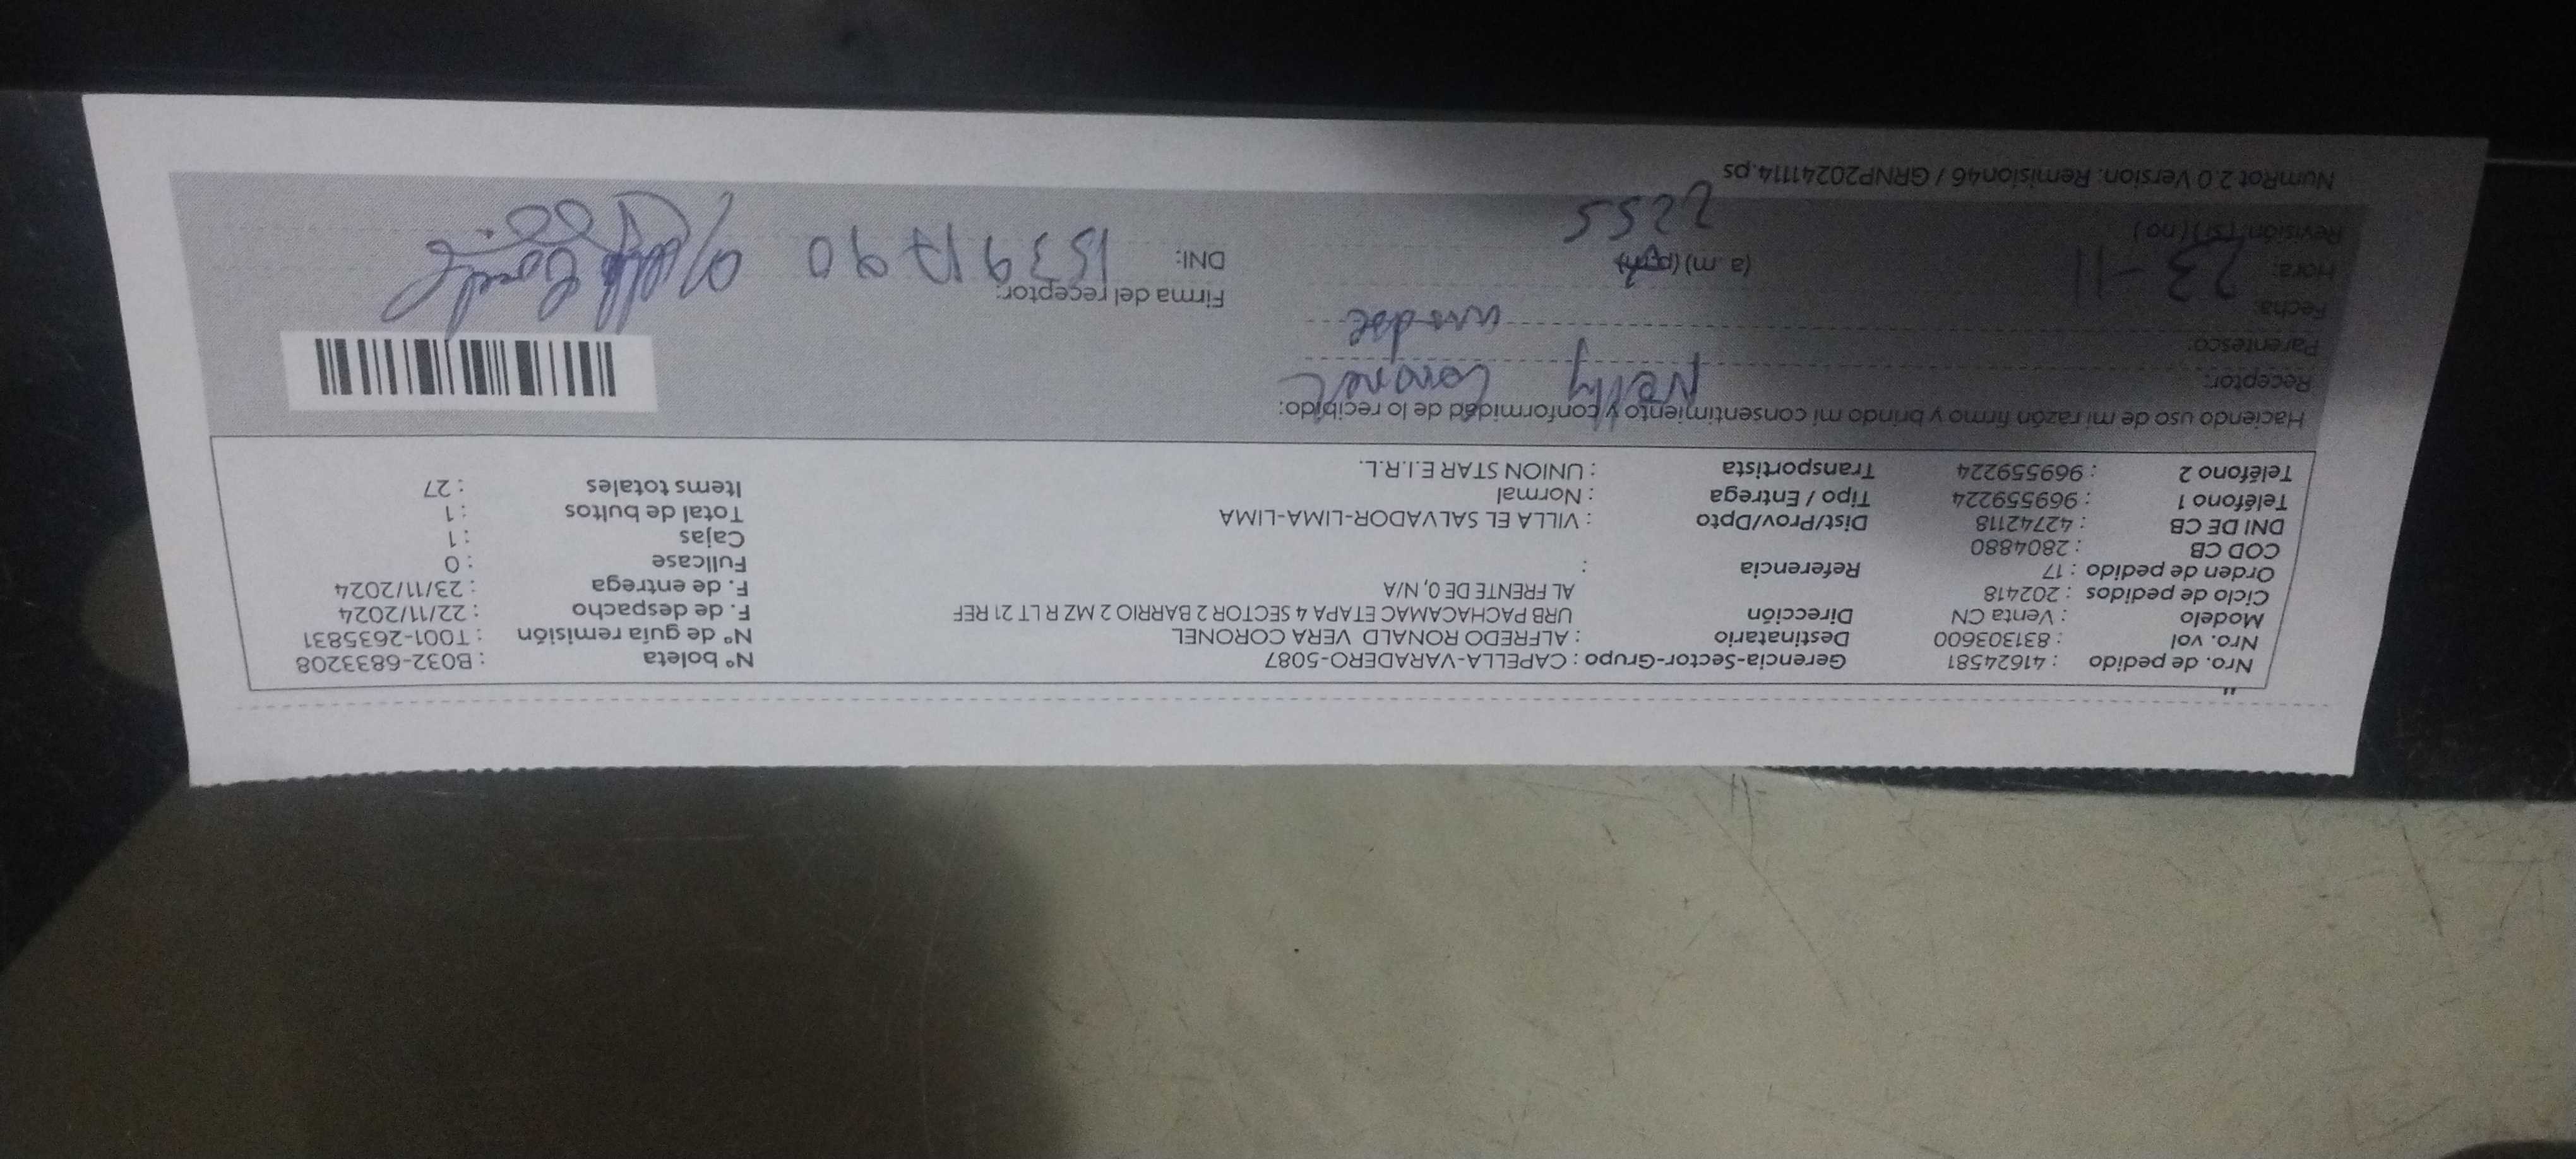 Nro. de pedido : 41624581 Gerencia-Sector-Grupo : CAPELLA-VARADERO-5087 N° boleta : B032-6833208
Nro. vol : 831303600 Destinatario : ALFREDO RONALD VERA CORONEL N° de guía remisión : T001-2635831
Modelo : Venta CN Dirección URB PACHACAMAC ETAPA 4 SECTOR 2 BARRIO 2 MZ R LT 21 REF F. de despacho : 22/11/2024
Ciclo de pedidos : 202418 AL FRENTE DE 0, N/A F. de entrega : 23/11/2024
Orden de pedido : 17 Referencia : Fullcase : 0
COD CB : 2804880 Cajas : 1
DNI DE CB : 42742118 Dist/Prov/Dpto : VILLA EL SALVADOR-LIMA-LIMA Total de bultos : 1
Teléfono 1 : 969559224 Tipo / Entrega : Normal Items totales : 27
Teléfono 2 : 969559224 Transportista : UNION STAR E.I.R.L.
Haciendo uso de mi razón firmo y brindo mi consentimiento y conformidad de lo recibido:
Receptor: Nelly Coronel
Parentesco:
Fecha: 23-11 Firma del receptor:
Hora: (a .m) (p.m) DNI:
Revisión ( si ) ( no ) 2255
NumRot 2.0 Version: Remision46 / GRNP20241114.ps